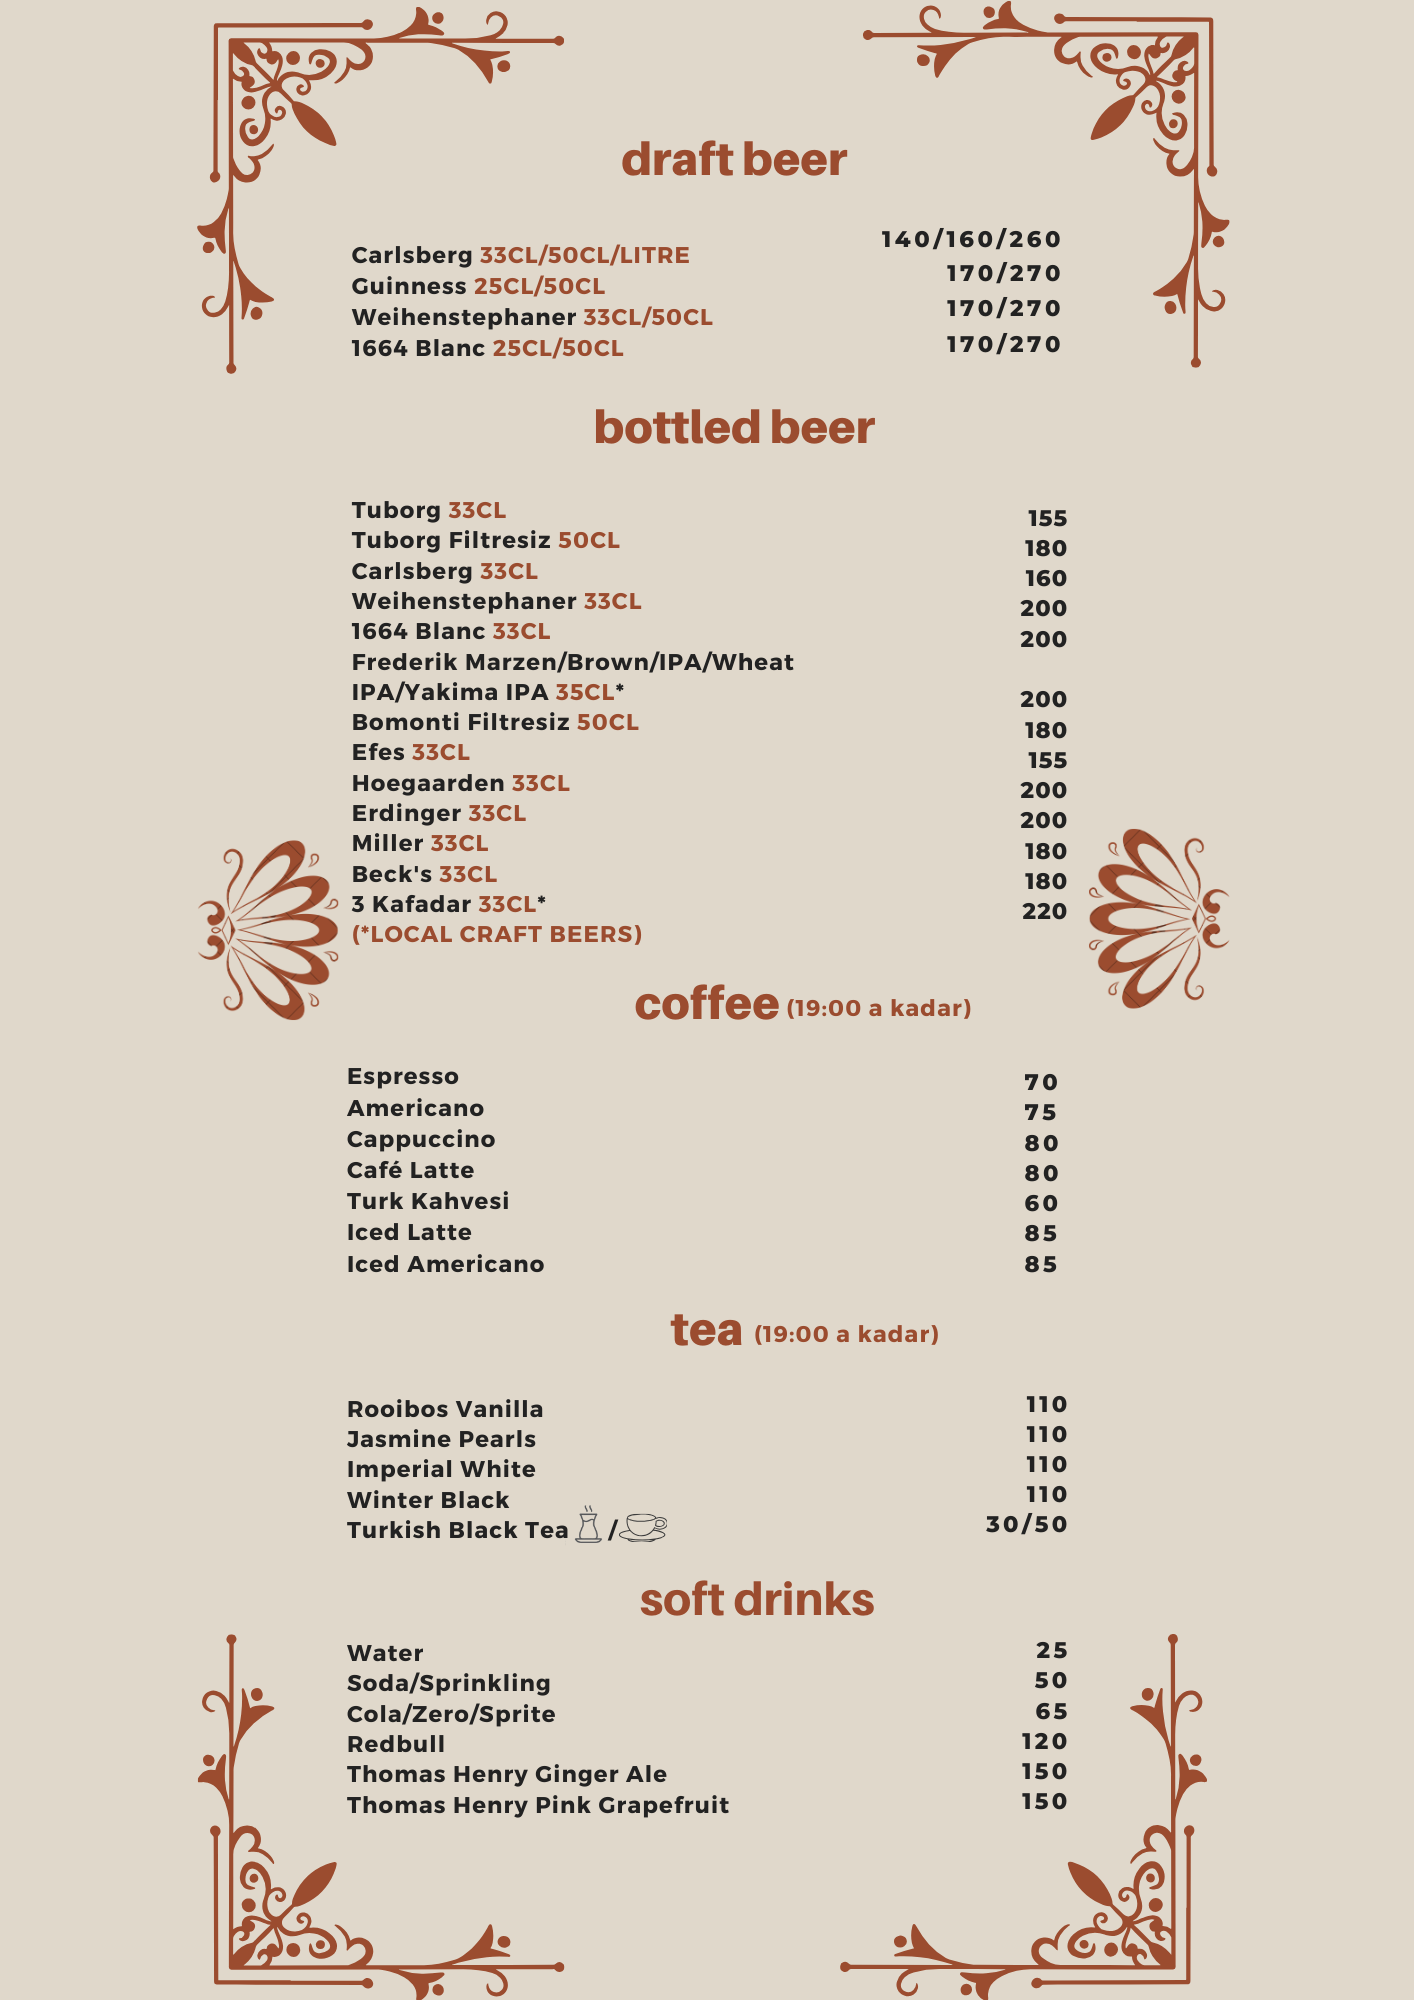 draft beer
Carlsberg 33CL/50CL/LITRE 140/160/260
Guinness 25CL/50CL 170/270
Weihenstephaner 33CL/50CL 170/270
1664 Blanc 25CL/50CL 170/270
bottled beer
Tuborg 33CL 155
Tuborg Filtresiz 50CL 180
Carlsberg 33CL 160
Weihenstephaner 33CL 200
1664 Blanc 33CL 200
Frederik Marzen/Brown/IPA/Wheat
IPA/Yakima IPA 35CL* 200
Bomonti Filtresiz 50CL 180
Efes 33CL 155
Hoegaarden 33CL 200
Erdinger 33CL 200
Miller 33CL 180
Beck's 33CL 180
3 Kafadar 33CL* 220
(*LOCAL CRAFT BEERS)
coffee (19:00 a kadar)
Espresso 70
Americano 75
Cappuccino 80
Café Latte 80
Turk Kahvesi 60
Iced Latte 85
Iced Americano 85
tea (19:00 a kadar)
Rooibos Vanilla 110
Jasmine Pearls 110
Imperial White 110
Winter Black 110
Turkish Black Tea / 30/50
soft drinks
Water 25
Soda/Sprinkling 50
Cola/Zero/Sprite 65
Redbull 120
Thomas Henry Ginger Ale 150
Thomas Henry Pink Grapefruit 150